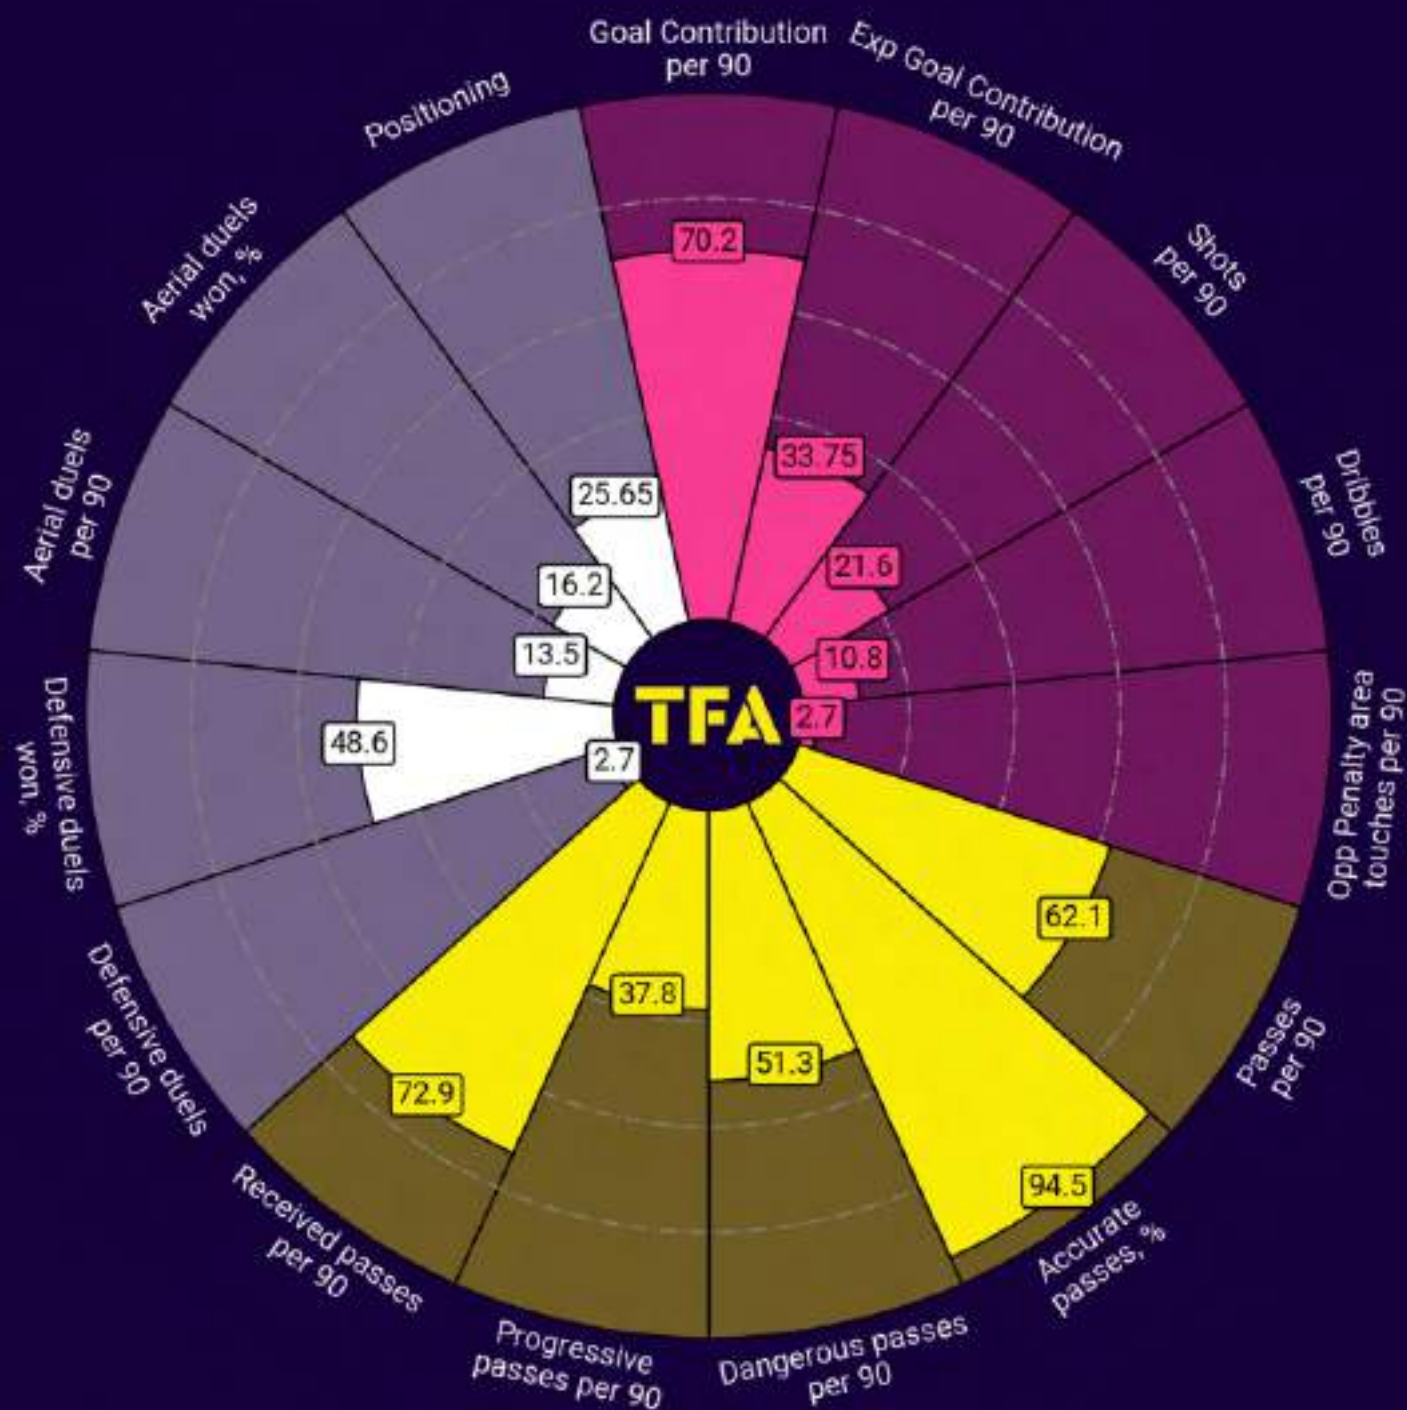 Goal Contribution
per 90
Exp Goal Contribution
per 90
Shots
per 90
Dribbles
per 90
Opp Penalty area
touches per 90
Passes
per 90
Accurate
passes, %
Dangerous passes
per 90
Progressive
passes per 90
Received passes
per 90
Defensive duels
per 90
Defensive duels
won, %
Aerial duels
per 90
Aerial duels
won, %
Positioning
70.2
33.75
21.6
10.8
2.7
62.1
94.5
51.3
37.8
72.9
2.7
48.6
13.5
16.2
25.65
TFA